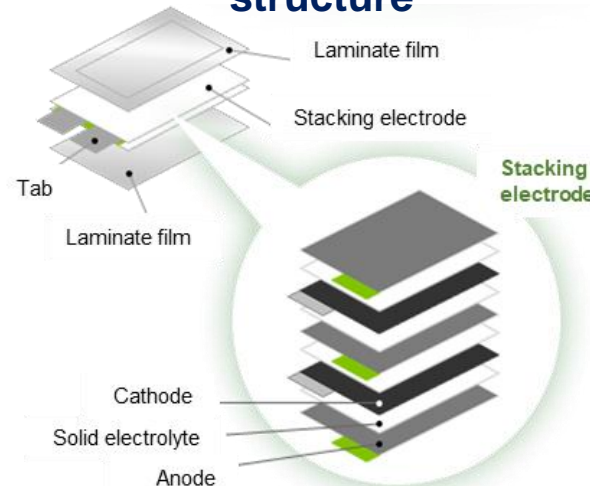 structure
Laminate film
Stacking electrode
Tab
Laminate film
Stacking
electrode
Cathode
Solid electrolyte
Anode